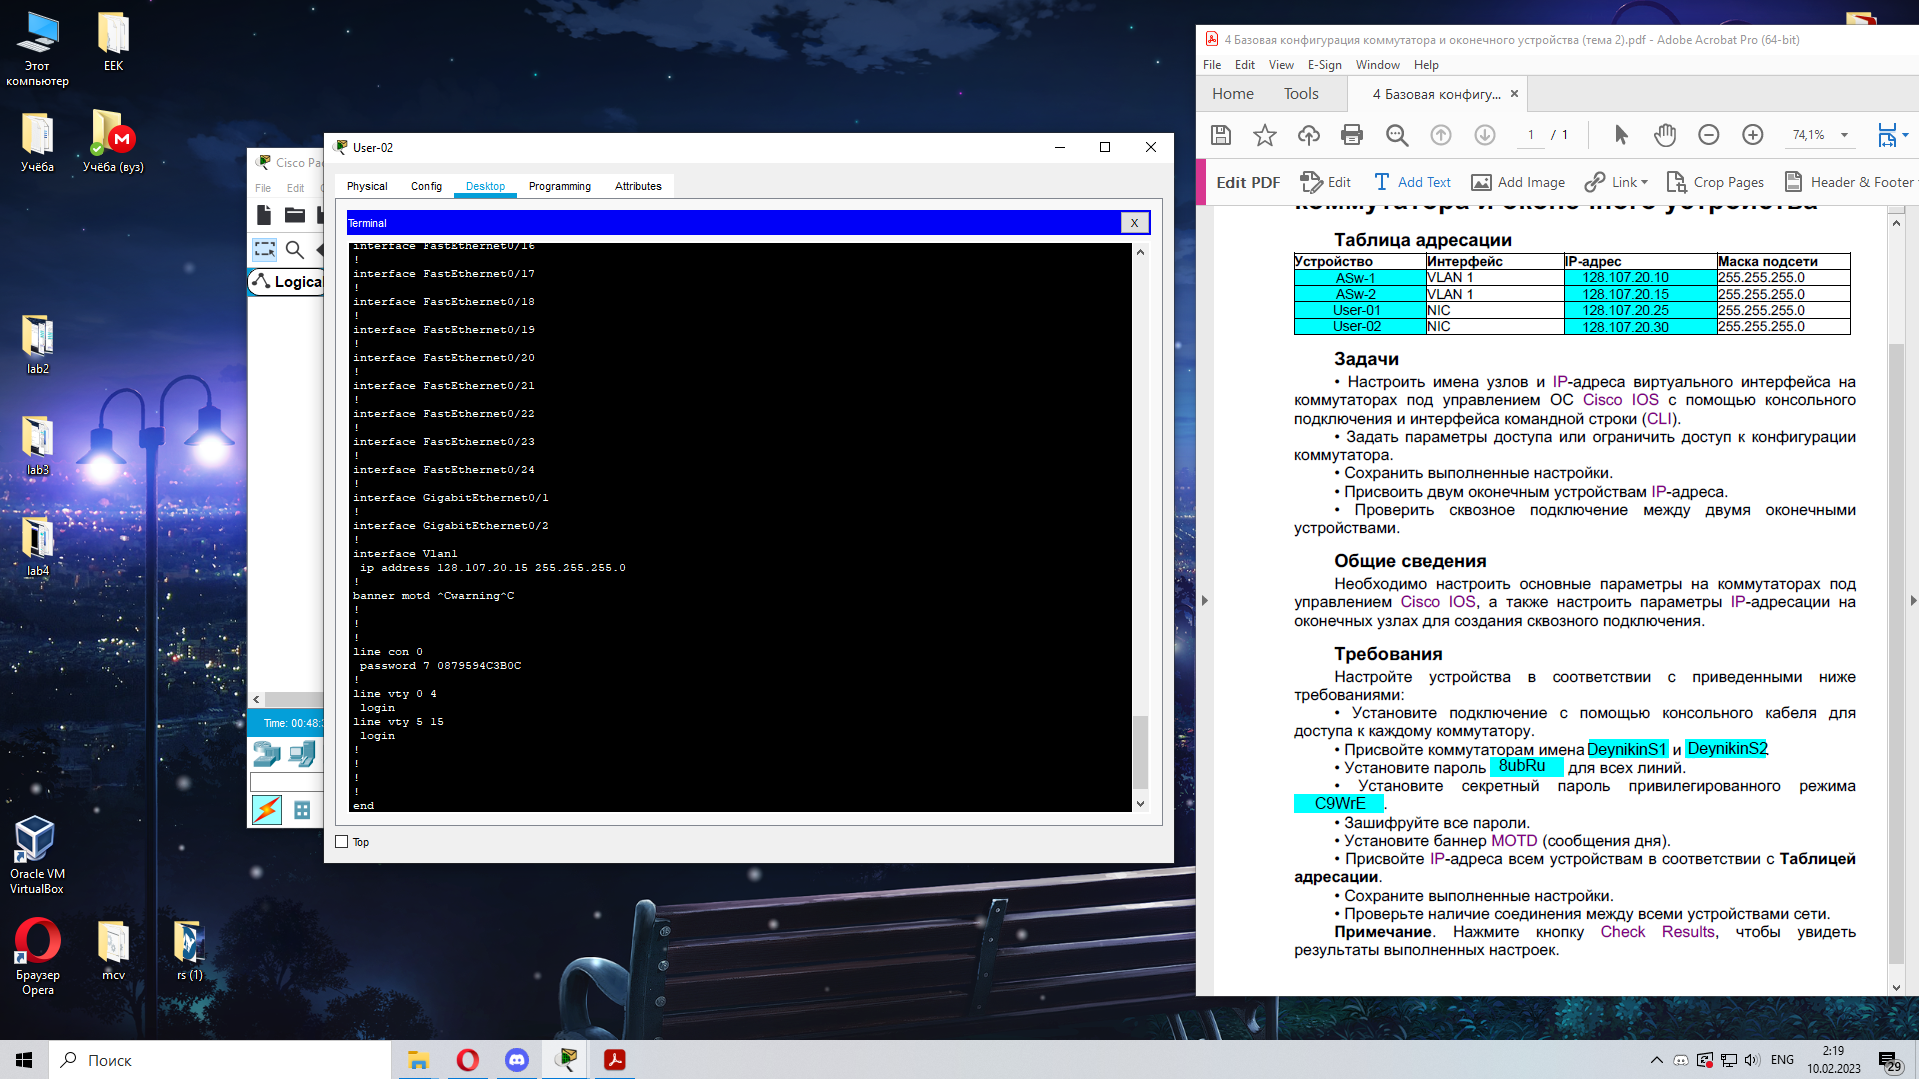 Этот
компьютер
ЕЕК
Учёба
Учёба (вуз)
lab2
lab3
lab4
Oracle VM
VirtualBox
Браузер
Opera
mcv
rs (1)
Cisco Pac
File
Edit
Logical
Time: 00:48:
User-02
Physical
Config
Desktop
Programming
Attributes
Terminal
X
interface FastEthernet0/16
!
interface FastEthernet0/17
!
interface FastEthernet0/18
!
interface FastEthernet0/19
!
interface FastEthernet0/20
!
interface FastEthernet0/21
!
interface FastEthernet0/22
!
interface FastEthernet0/23
!
interface FastEthernet0/24
!
interface GigabitEthernet0/1
!
interface GigabitEthernet0/2
!
interface Vlan1
ip address 128.107.20.15 255.255.255.0
!
banner motd ^Cwarning^C
!
!
!
line con 0
password 7 0879594C3B0C
!
line vty 0 4
login
line vty 5 15
login
!
!
!
!
end
Top
4 Базовая конфигурация коммутатора и оконечного устройства (тема 2).pdf - Adobe Acrobat Pro (64-bit)
File Edit View E-Sign Window Help
Home Tools 4 Базовая конфигу... ×
1 / 1 74,1%
Edit PDF Edit Add Text Add Image Link Crop Pages Header & Footer
коммутатора и оконечного устройства
Таблица адресации
Устройство Интерфейс IP-адрес Маска подсети
ASw-1 VLAN 1 128.107.20.10 255.255.255.0
ASw-2 VLAN 1 128.107.20.15 255.255.255.0
User-01 NIC 128.107.20.25 255.255.255.0
User-02 NIC 128.107.20.30 255.255.255.0
Задачи
• Настроить имена узлов и IP-адреса виртуального интерфейса на
коммутаторах под управлением ОС Cisco IOS с помощью консольного
подключения и интерфейса командной строки (CLI).
• Задать параметры доступа или ограничить доступ к конфигурации
коммутатора.
• Сохранить выполненные настройки.
• Присвоить двум оконечным устройствам IP-адреса.
• Проверить сквозное подключение между двумя оконечными
устройствами.
Общие сведения
Необходимо настроить основные параметры на коммутаторах под
управлением Cisco IOS, а также настроить параметры IP-адресации на
оконечных узлах для создания сквозного подключения.
Требования
Настройте устройства в соответствии с приведенными ниже
требованиями:
• Установите подключение с помощью консольного кабеля для
доступа к каждому коммутатору.
• Присвойте коммутаторам имена DeynikinS1 и DeynikinS2.
• Установите пароль 8ubRu для всех линий.
• Установите секретный пароль привилегированного режима
C9WrE.
• Зашифруйте все пароли.
• Установите баннер MOTD (сообщения дня).
• Присвойте IP-адреса всем устройствам в соответствии с Таблицей
адресации.
• Сохраните выполненные настройки.
• Проверьте наличие соединения между всеми устройствами сети.
Примечание. Нажмите кнопку Check Results, чтобы увидеть
результаты выполненных настроек.
Поиск
ENG
2:19
10.02.2023
29